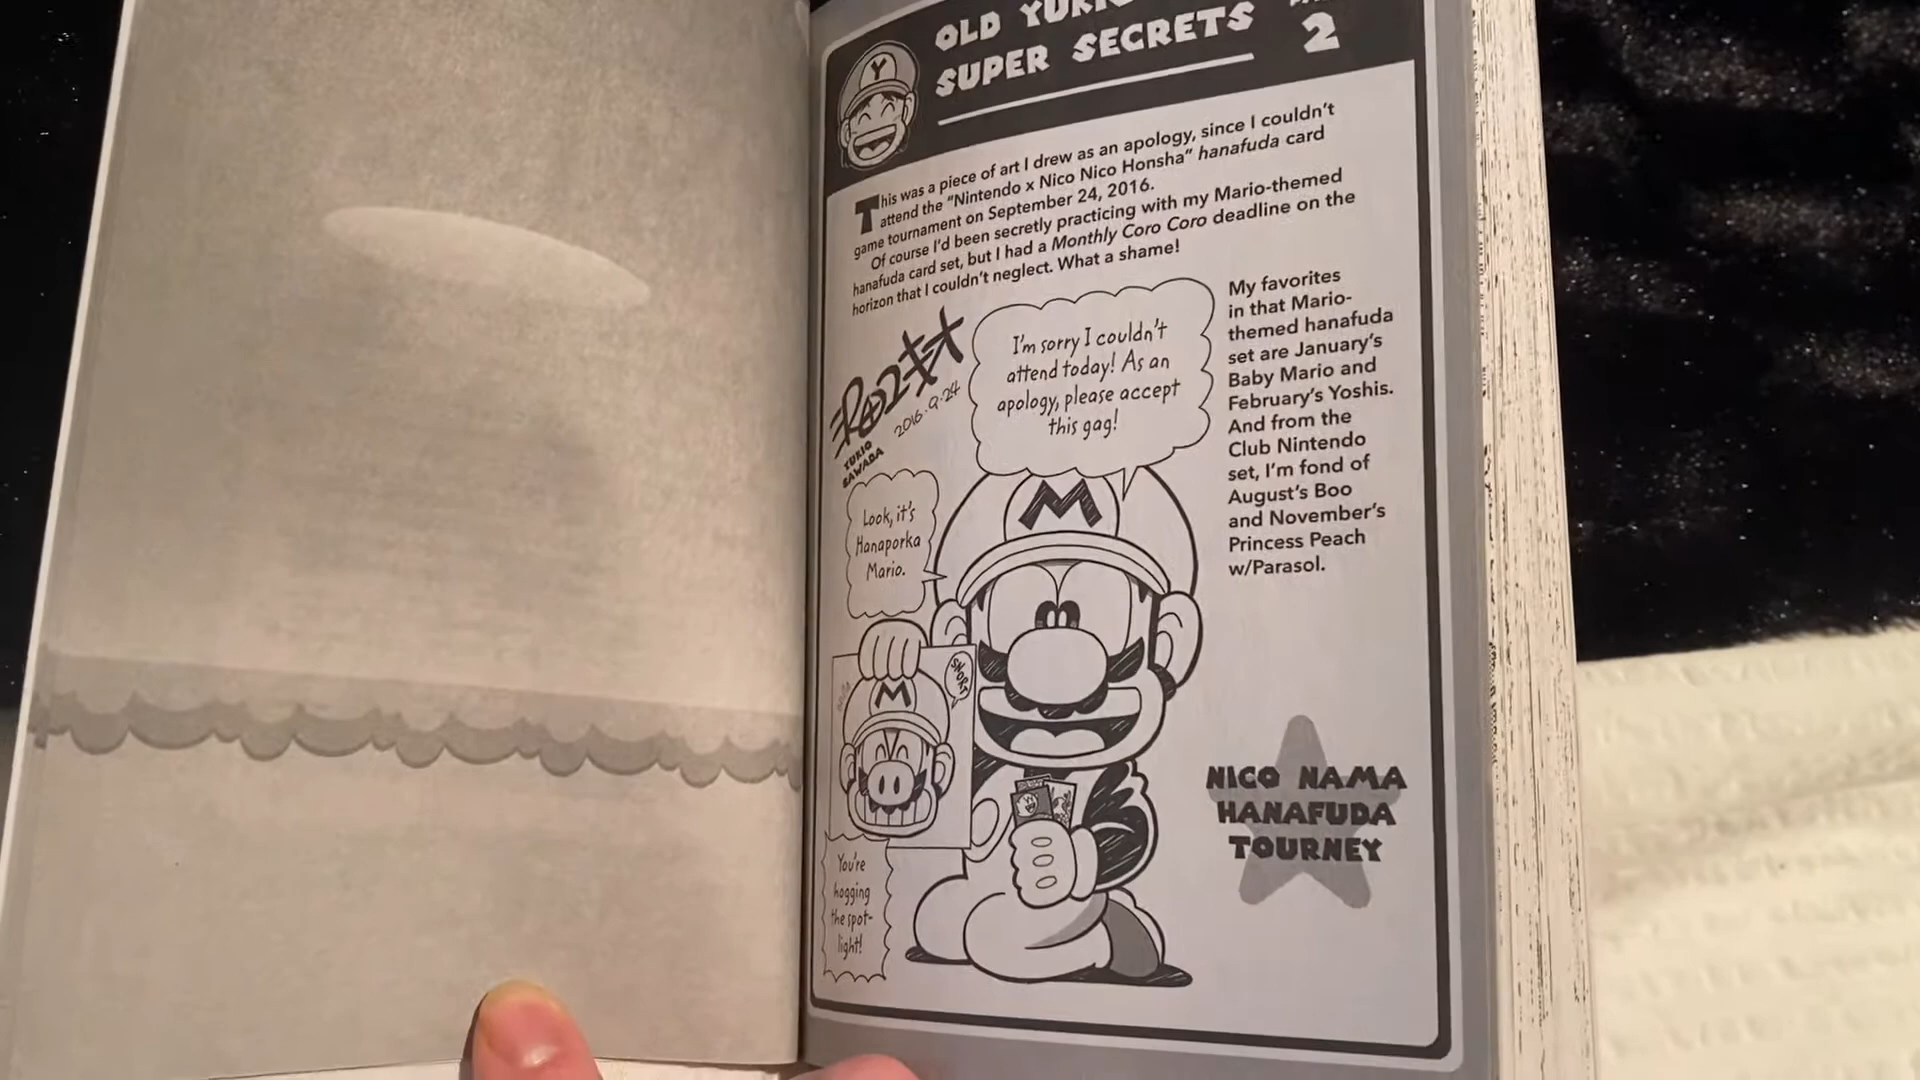 OLD
SUPER SECRETS
2
Y
This was a piece of art I drew as an apology, since I couldn't
attend the "Nintendo x Nico Nico Honsha" hanafuda card
game tournament on September 24, 2016.
Of course I'd been secretly practicing with my Mario-themed
hanafuda card set, but I had a Monthly Coro Coro deadline on the
horizon that I couldn't neglect. What a shame!
My favorites
in that Mario-
themed hanafuda
set are January's
Baby Mario and
February's Yoshis.
And from the
Club Nintendo
set, I'm fond of
August's Boo
and November's
Princess Peach
w/Parasol.
2016.9.24
YUKIO
SAWADA
I'm sorry I couldn't
attend today! As an
apology, please accept
this gag!
Look, it's
Hanaporka
Mario.
M
SNORT
M
You're
hogging
the spot-
light!
NICO NAMA
HANAFUDA
TOURNEY